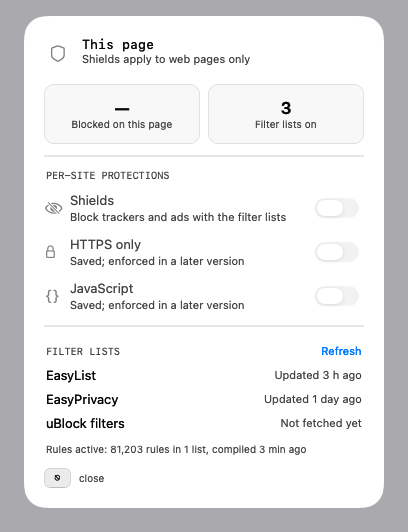 This page
Shields apply to web pages only
—
Blocked on this page
3
Filter lists on
PER-SITE PROTECTIONS
Shields
Block trackers and ads with the filter lists
HTTPS only
Saved; enforced in a later version
{} JavaScript
Saved; enforced in a later version
FILTER LISTS Refresh
EasyList Updated 3 h ago
EasyPrivacy Updated 1 day ago
uBlock filters Not fetched yet
Rules active: 81,203 rules in 1 list, compiled 3 min ago
close